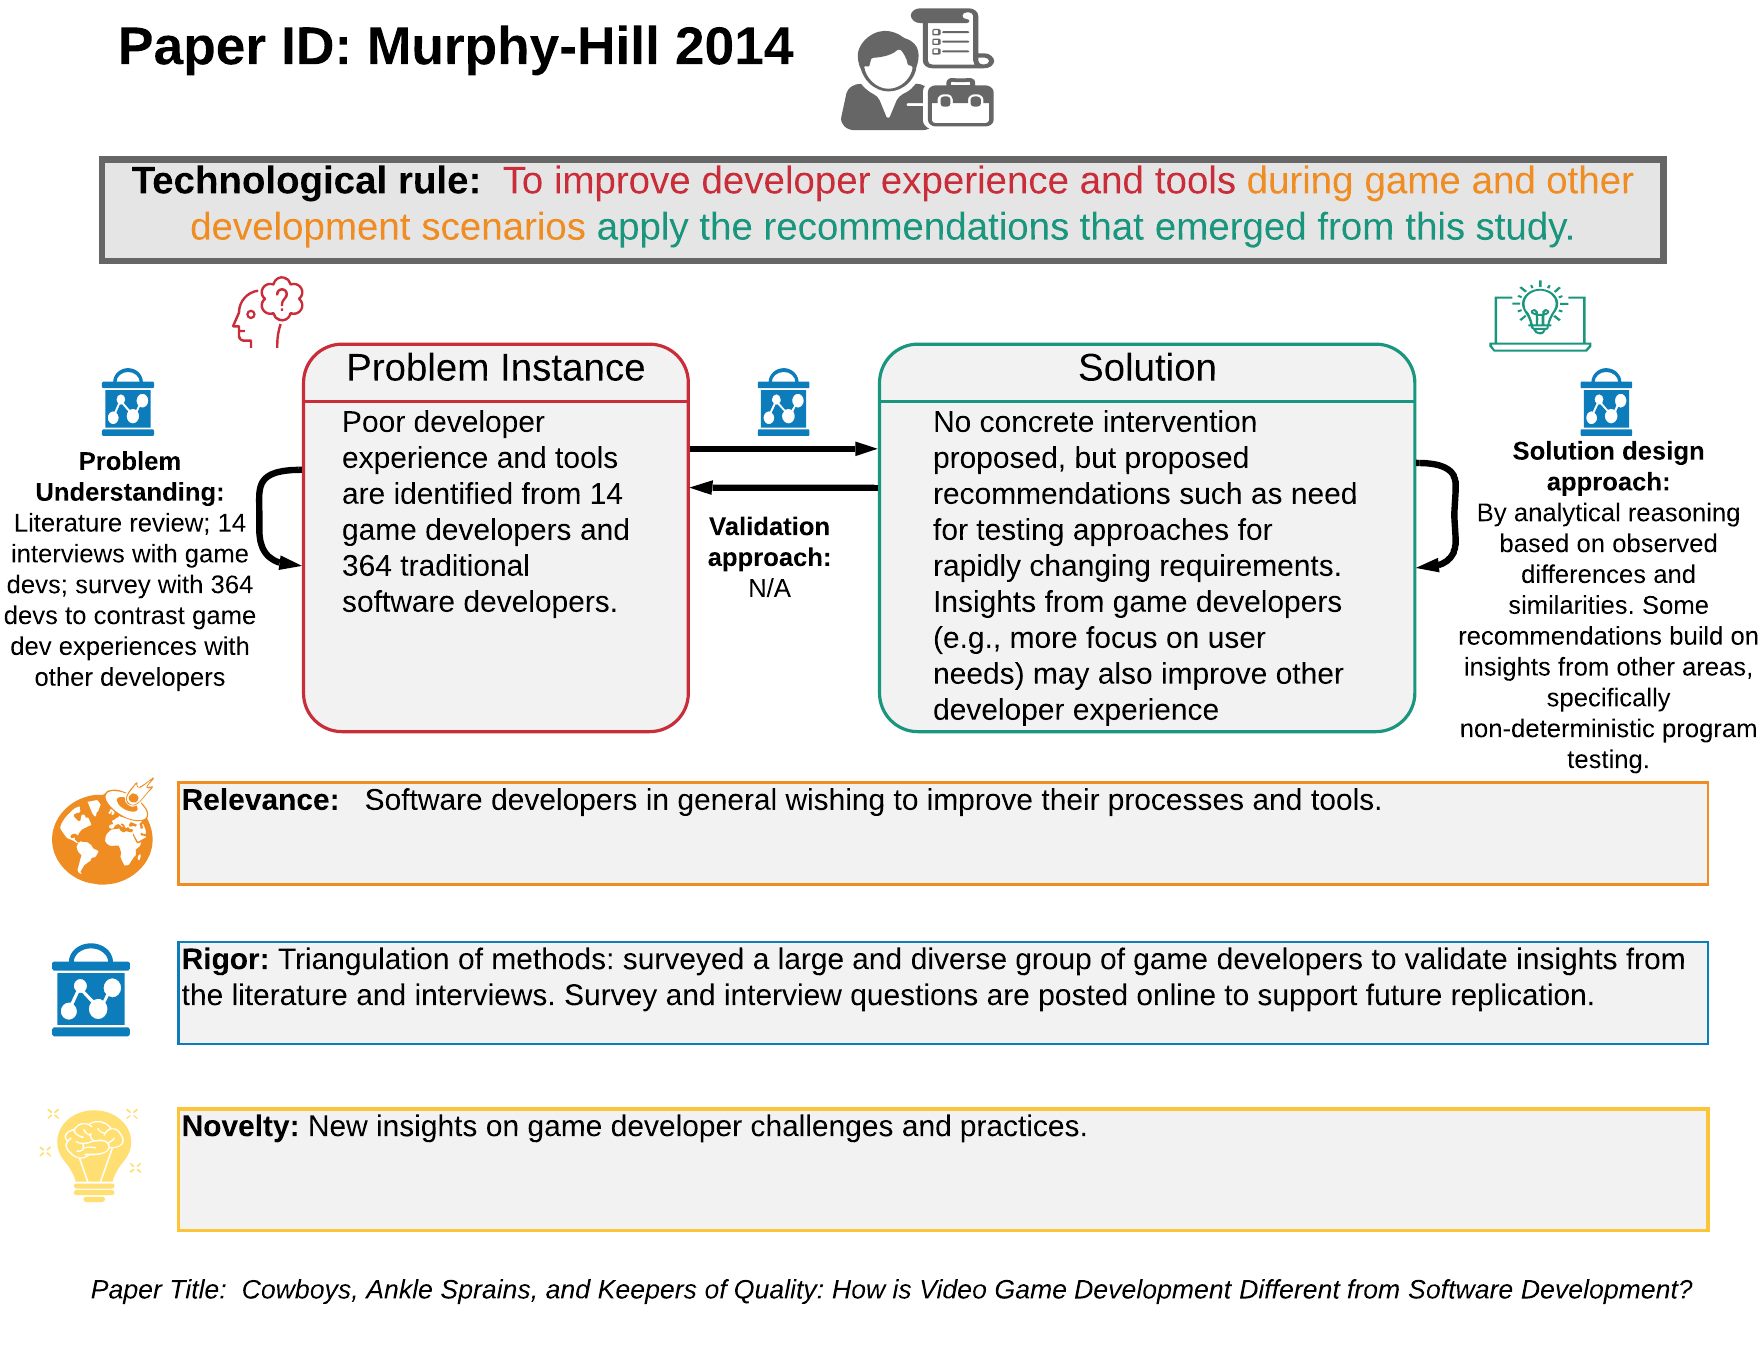 Paper ID: Murphy-Hill 2014
Technological rule: To improve developer experience and tools during game and other
development scenarios apply the recommendations that emerged from this study.
?
Problem Instance
Poor developer
experience and tools
are identified from 14
game developers and
364 traditional
software developers.
Problem
Understanding:
Literature review; 14
interviews with game
devs; survey with 364
devs to contrast game
dev experiences with
other developers
Validation
approach:
N/A
Solution
No concrete intervention
proposed, but proposed
recommendations such as need
for testing approaches for
rapidly changing requirements.
Insights from game developers
(e.g., more focus on user
needs) may also improve other
developer experience
Solution design
approach:
By analytical reasoning
based on observed
differences and
similarities. Some
recommendations build on
insights from other areas,
specifically
non-deterministic program
testing.
Relevance: Software developers in general wishing to improve their processes and tools.
Rigor: Triangulation of methods: surveyed a large and diverse group of game developers to validate insights from
the literature and interviews. Survey and interview questions are posted online to support future replication.
Novelty: New insights on game developer challenges and practices.
Paper Title: Cowboys, Ankle Sprains, and Keepers of Quality: How is Video Game Development Different from Software Development?